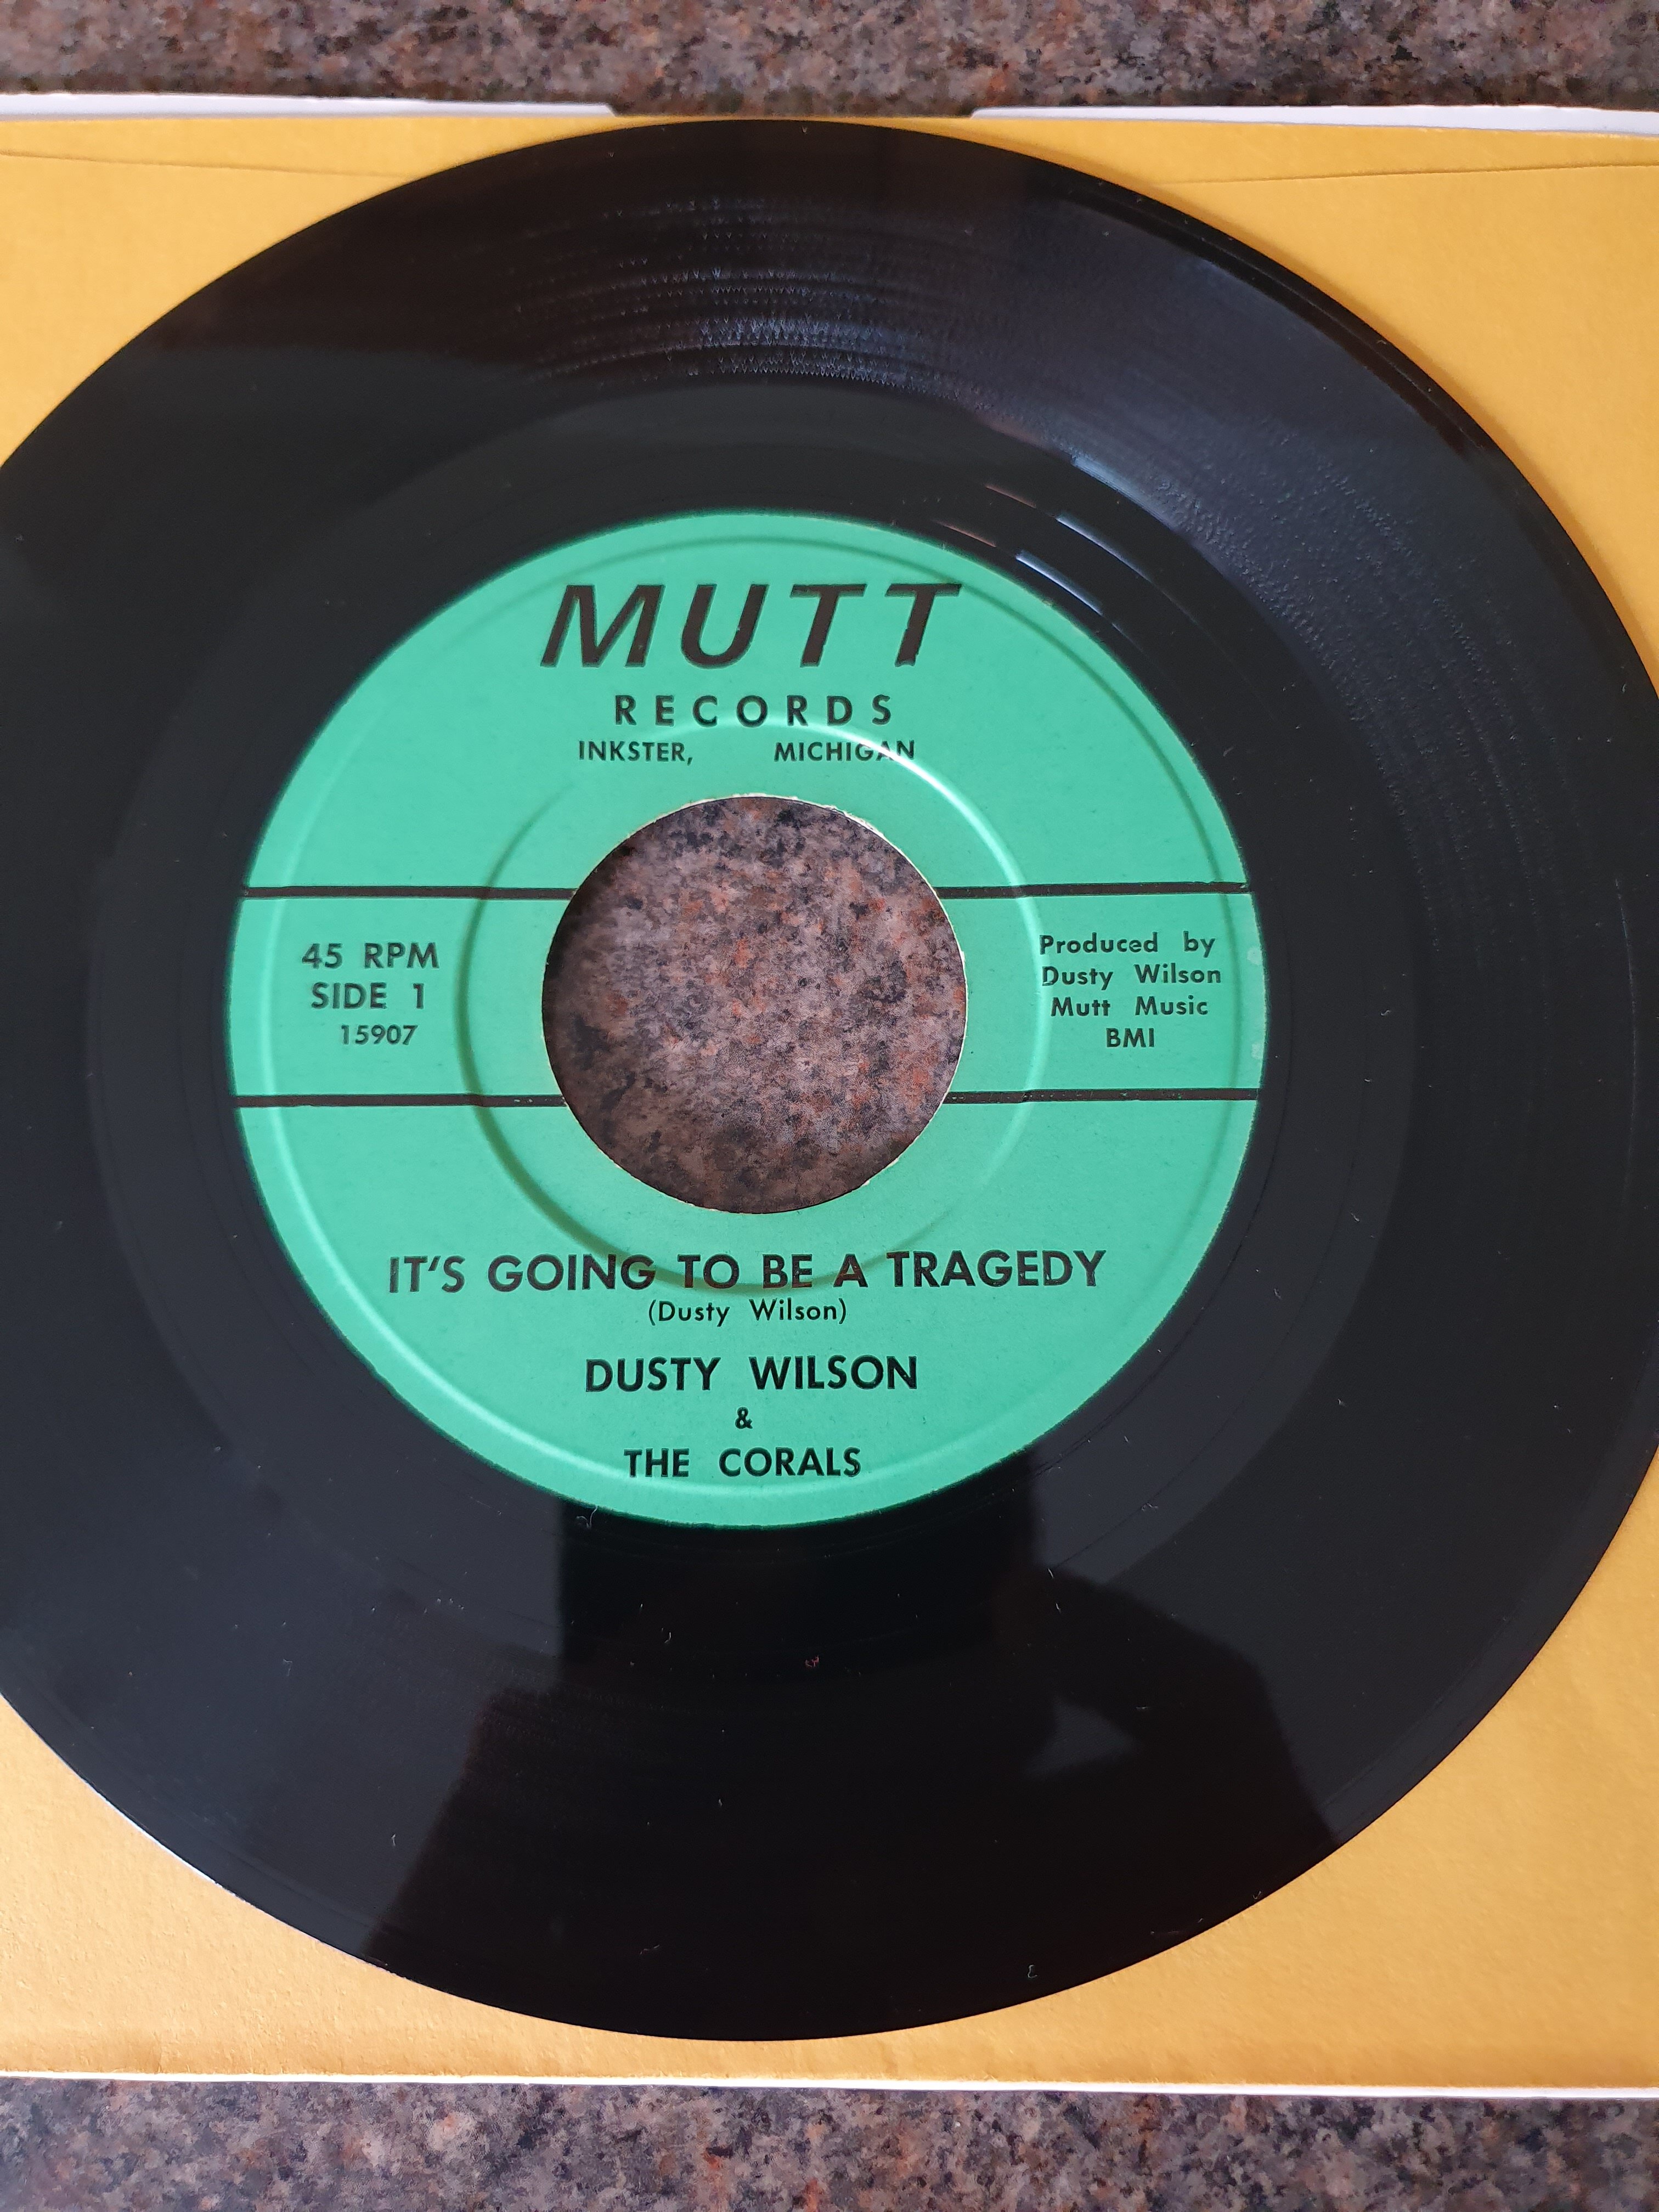 MUTT
RECORDS
INKSTER, MICHIGAN
45 RPM
SIDE 1
15907
Produced by
Dusty Wilson
Mutt Music
BMI
IT'S GOING TO BE A TRAGEDY
(Dusty Wilson)
DUSTY WILSON
&
THE CORALS